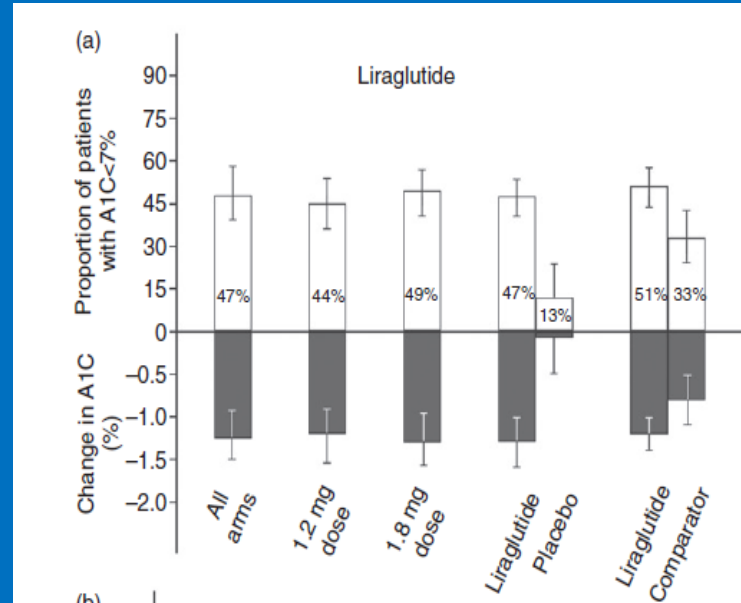 (a)
Liraglutide
Proportion of patients
with A1C<7%
90
75
60
45
30
15
0
47%
44%
49%
47%
13%
51%
33%
Change in A1C
(%)
−0.5
−1.0
−1.5
−2.0
All
arms
1.2 mg
dose
1.8 mg
dose
Liraglutide
Placebo
Liraglutide
Comparator
(b)